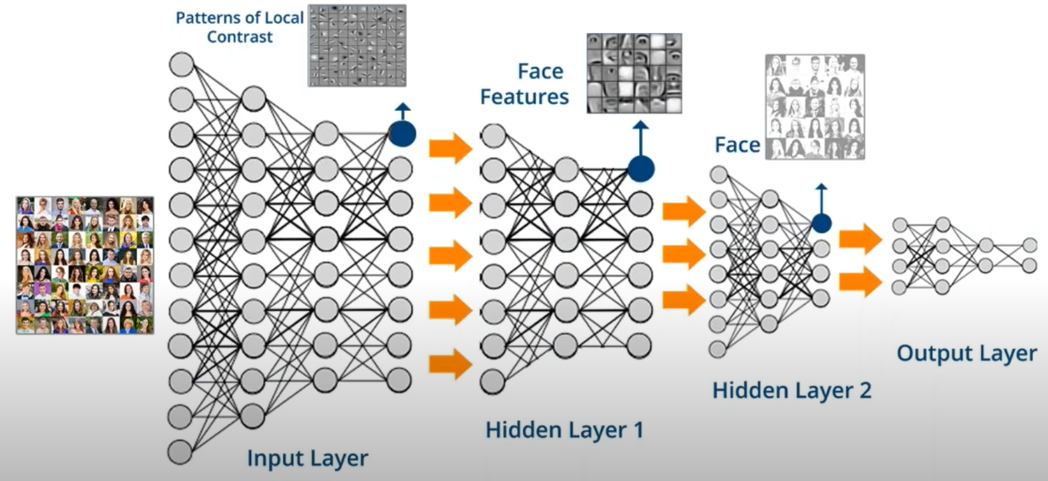 Patterns of Local
Contrast
Face
Features
Face
Input Layer
Hidden Layer 1
Hidden Layer 2
Output Layer